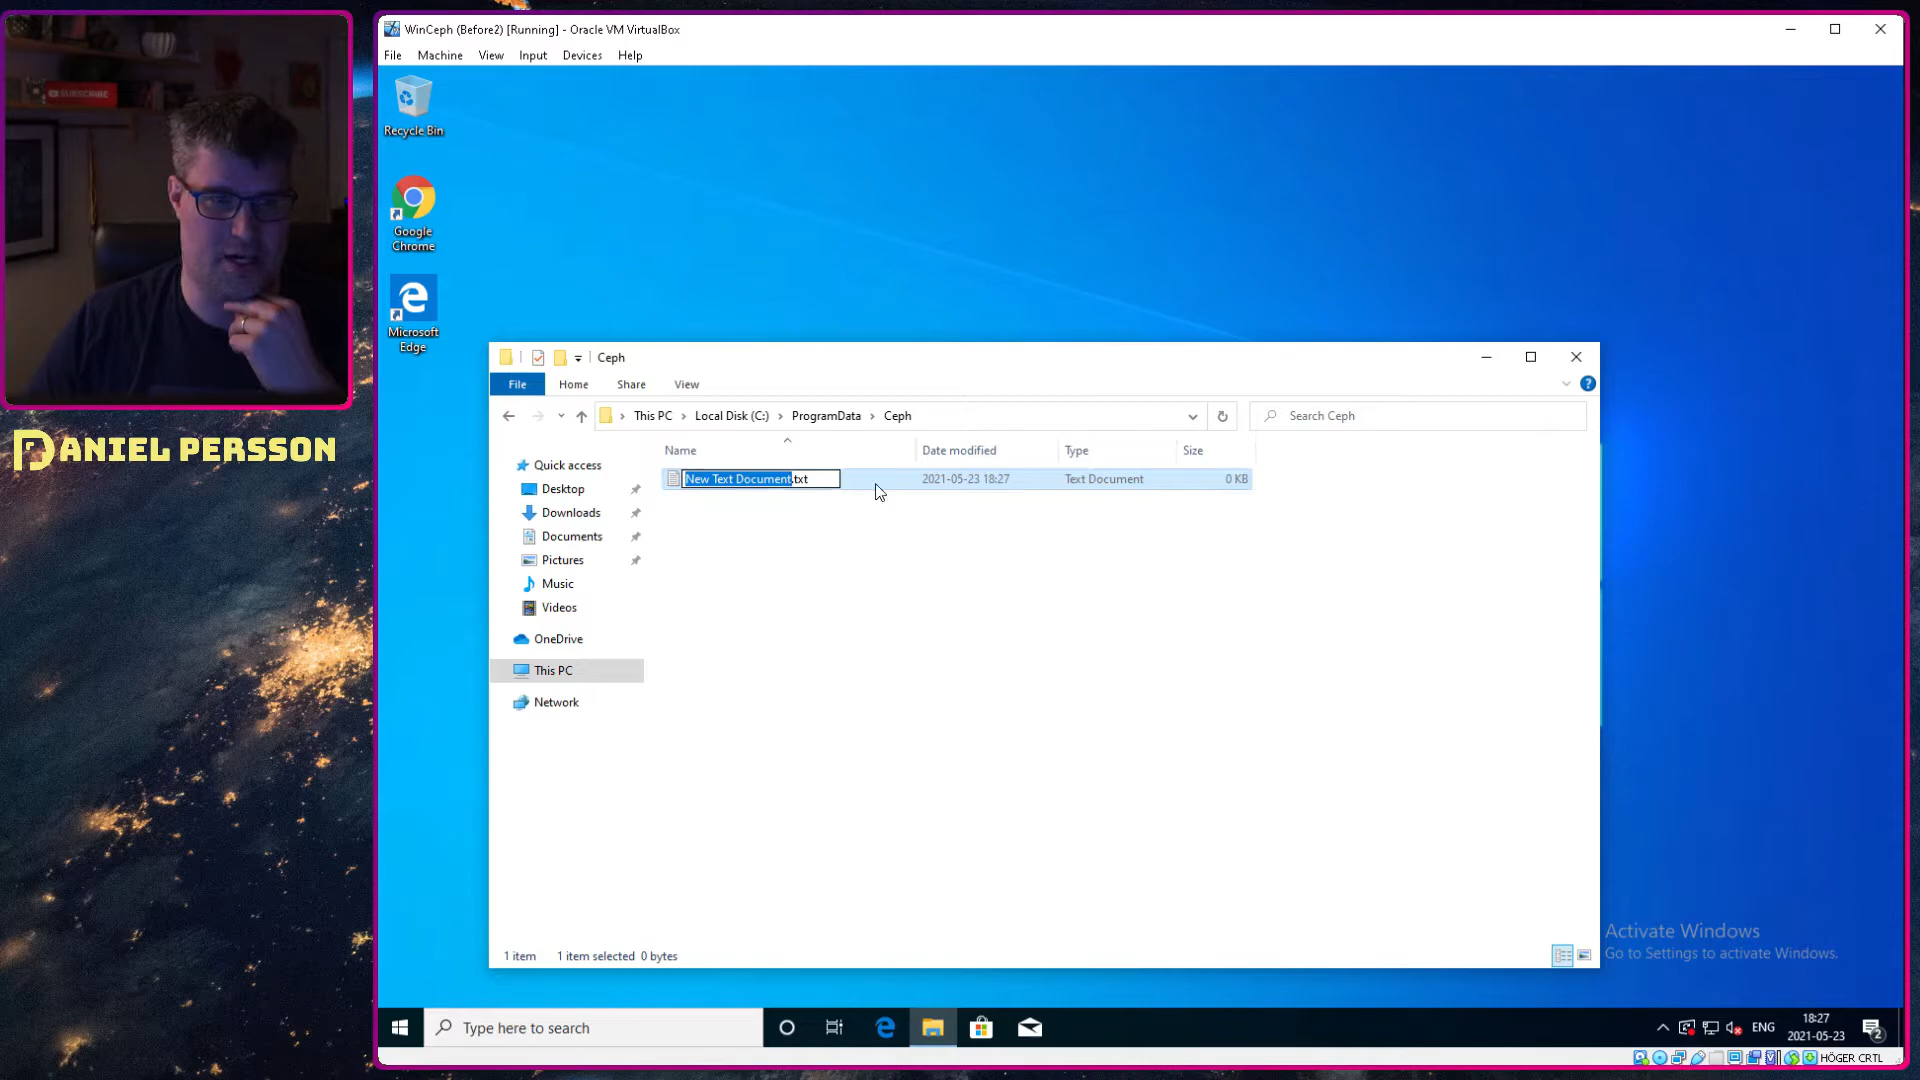 SUBSCRIBE
DANIEL PERSSON
WinCeph (Before2) [Running] - Oracle VM VirtualBox
File Machine View Input Devices Help
Recycle Bin
Google
Chrome
Microsoft
Edge
Ceph
File Home Share View
This PC Local Disk (C:) ProgramData Ceph
Search Ceph
Name Date modified Type Size
New Text Document.txt 2021-05-23 18:27 Text Document 0 KB
Quick access
Desktop
Downloads
Documents
Pictures
Music
Videos
OneDrive
This PC
Network
1 item 1 item selected 0 bytes
Activate Windows
Go to Settings to activate Windows.
Type here to search
ENG
18:27
2021-05-23
2
HÖGER CRTL